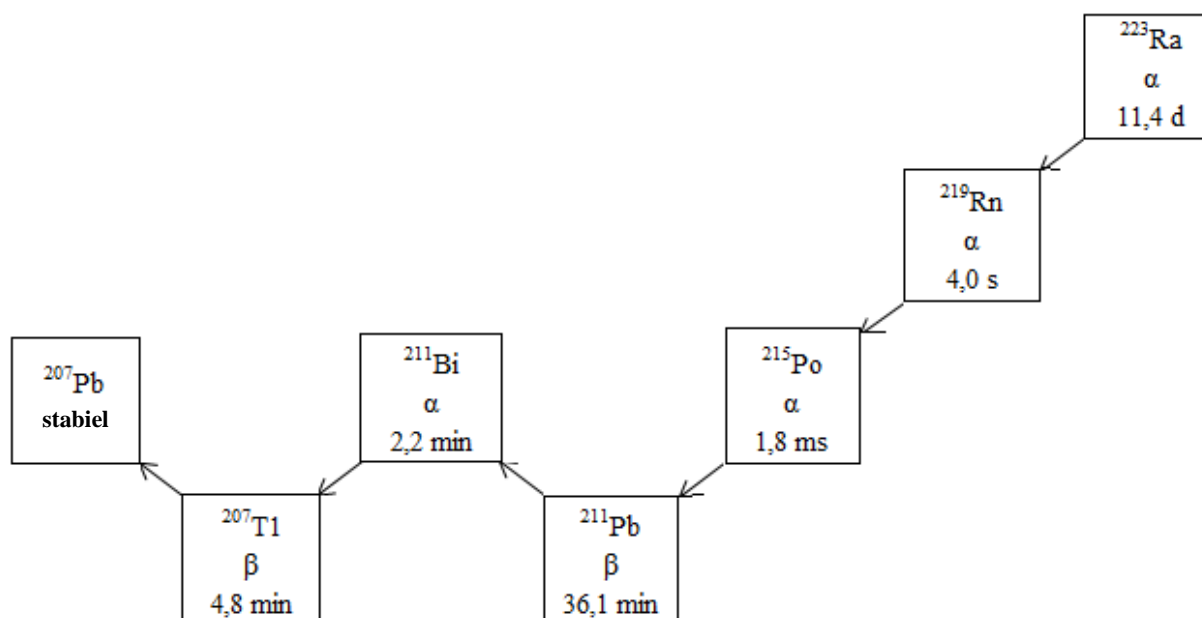 ²²³Ra
α
11,4 d
²¹⁹Rn
α
4,0 s
²¹⁵Po
α
1,8 ms
²¹¹Pb
β
36,1 min
²¹¹Bi
α
2,2 min
²⁰⁷T1
β
4,8 min
²⁰⁷Pb
stabiel